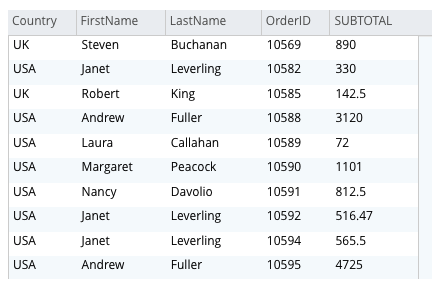 Country FirstName LastName OrderID SUBTOTAL
UK Steven Buchanan 10569 890
USA Janet Leverling 10582 330
UK Robert King 10585 142.5
USA Andrew Fuller 10588 3120
USA Laura Callahan 10589 72
USA Margaret Peacock 10590 1101
USA Nancy Davolio 10591 812.5
USA Janet Leverling 10592 516.47
USA Janet Leverling 10594 565.5
USA Andrew Fuller 10595 4725